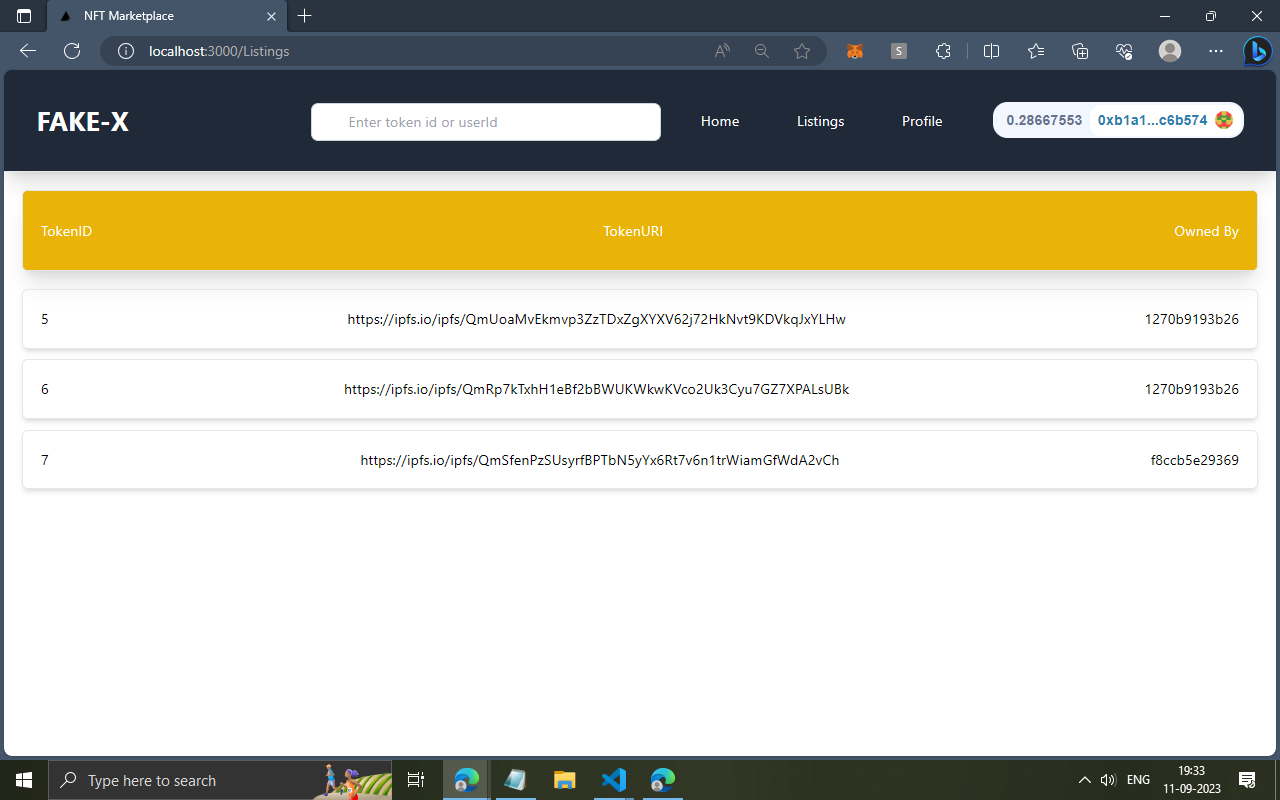 NFT Marketplace
localhost:3000/Listings
S
FAKE-X
Enter token id or userId
Home
Listings
Profile
0.28667553
0xb1a1...c6b574
TokenID
TokenURI
Owned By
5
https://ipfs.io/ipfs/QmUoaMvEkmvp3ZzTDxZgXYXV62j72HkNvt9KDVkqJxYLHw
1270b9193b26
6
https://ipfs.io/ipfs/QmRp7kTxhH1eBf2bBWUKWkwKVco2Uk3Cyu7GZ7XPALsUBk
1270b9193b26
7
https://ipfs.io/ipfs/QmSfenPzSUsyrfBPTbN5yYx6Rt7v6n1trWiamGfWdA2vCh
f8ccb5e29369
Type here to search
ENG
19:33
11-09-2023